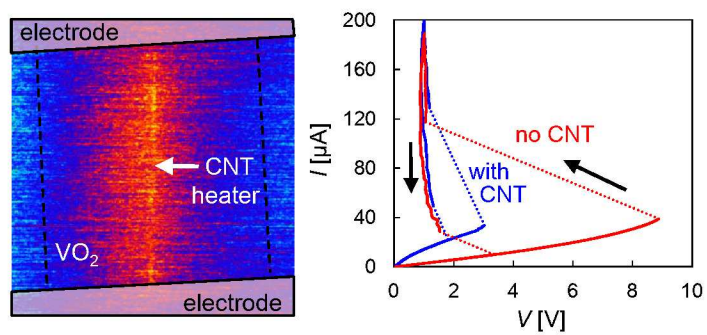 electrode
CNT
heater
VO2
electrode
200
160
120
80
40
0
I [µA]
no CNT
with
CNT
0
2
4
6
8
10
V [V]